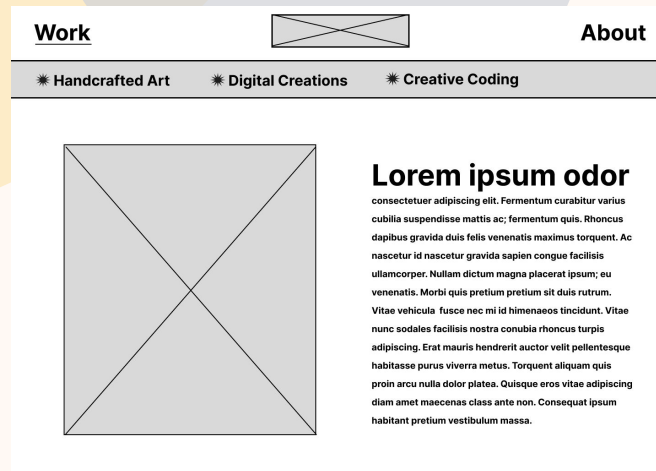 Work
About
✷ Handcrafted Art
✷ Digital Creations
✷ Creative Coding
Lorem ipsum odor
consectetuer adipiscing elit. Fermentum curabitur varius
cubilia suspendisse mattis ac; fermentum quis. Rhoncus
dapibus gravida duis felis venenatis maximus torquent. Ac
nascetur id nascetur gravida sapien congue facilisis
ullamcorper. Nullam dictum magna placerat ipsum; eu
venenatis. Morbi quis pretium pretium sit duis rutrum.
Vitae vehicula  fusce nec mi id himenaeos tincidunt. Vitae
nunc sodales facilisis nostra conubia rhoncus turpis
adipiscing. Erat mauris hendrerit auctor velit pellentesque
habitasse purus viverra metus. Torquent aliquam quis
proin arcu nulla dolor platea. Quisque eros vitae adipiscing
diam amet maecenas class ante non. Consequat ipsum
habitant pretium vestibulum massa.